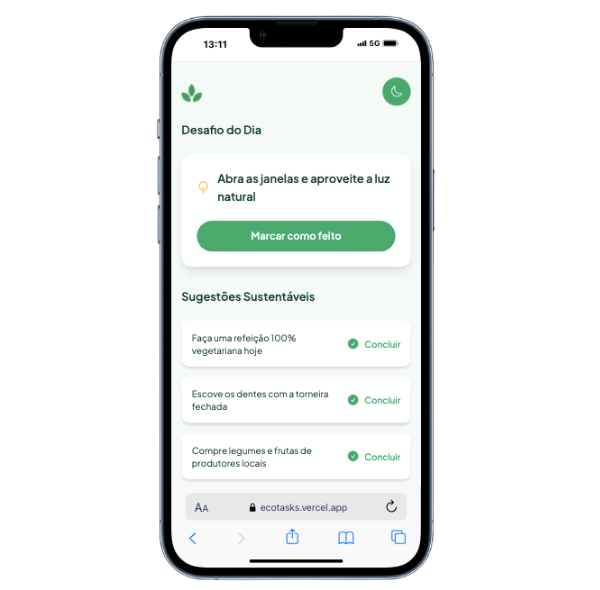 13:11
5G
Desafio do Dia
Abra as janelas e aproveite a luz
natural
Marcar como feito
Sugestões Sustentáveis
Faça uma refeição 100%
vegetariana hoje
Concluir
Escove os dentes com a torneira
fechada
Concluir
Compre legumes e frutas de
produtores locais
Concluir
AA
ecotasks.vercel.app